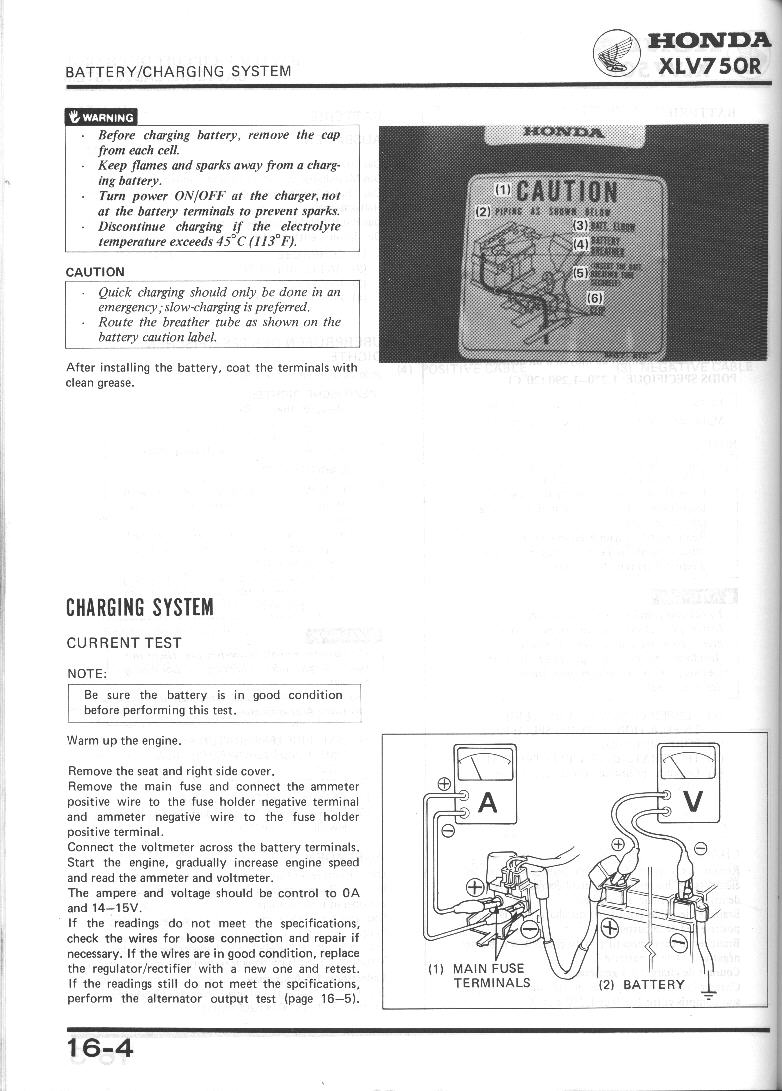 HONDA
XLV750R
BATTERY/CHARGING SYSTEM
WARNING
· Before charging battery, remove the cap
from each cell.
· Keep flames and sparks away from a charg-
ing battery.
· Turn power ON/OFF at the charger, not
at the battery terminals to prevent sparks.
· Discontinue charging if the electrolyte
temperature exceeds 45°C (113°F).
CAUTION
· Quick charging should only be done in an
emergency; slow-charging is preferred.
· Route the breather tube as shown on the
battery caution label.
After installing the battery, coat the terminals with
clean grease.
HONDA
(1) CAUTION
(2) PIPING AS SHOWN BELOW
(3) BATT. ELBOW
(4) BATTERY
BREATHER
(5) INSERT THE BATT.
BREATHER TUBE
SECURELY
(6)
CHARGING SYSTEM
CURRENT TEST
NOTE:
Be sure the battery is in good condition
before performing this test.
Warm up the engine.
Remove the seat and right side cover.
Remove the main fuse and connect the ammeter
positive wire to the fuse holder negative terminal
and ammeter negative wire to the fuse holder
positive terminal.
Connect the voltmeter across the battery terminals.
Start the engine, gradually increase engine speed
and read the ammeter and voltmeter.
The ampere and voltage should be control to 0A
and 14–15V.
If the readings do not meet the specifications,
check the wires for loose connection and repair if
necessary. If the wires are in good condition, replace
the regulator/rectifier with a new one and retest.
If the readings still do not meet the spcifications,
perform the alternator output test (page 16–5).
A
V
+
−
+
−
+
−
+
−
(1) MAIN FUSE
TERMINALS
(2) BATTERY
16-4